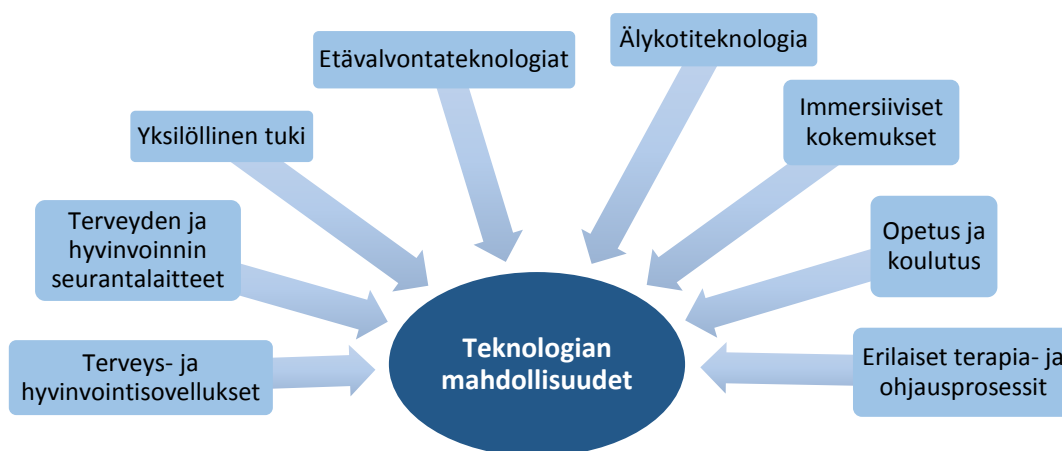 Älykotiteknologia
Etävalvontateknologiat
Immersiiviset
kokemukset
Yksilöllinen tuki
Terveyden ja
hyvinvoinnin
seurantalaitteet
Opetus ja
koulutus
Teknologian
mahdollisuudet
Terveys- ja
hyvinvointisovellukset
Erilaiset terapia- ja
ohjausprosessit